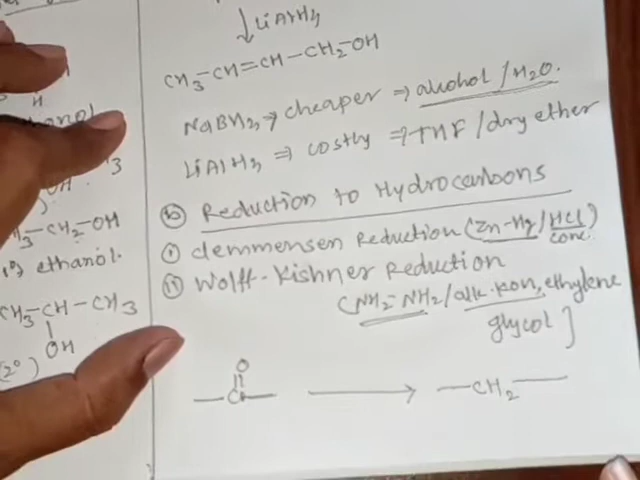 ↓ LiAlH4
CH3-CH=CH-CH2-OH
NaBH4 → cheaper ⇒ alcohol / H2O.
LiAlH4 ⇒ costly ⇒ THF / dry ether
ⓑ Reduction to Hydrocarbons
ⓘ clemmensen Reduction (Zn-Hg / HCl)
conc.
ⓘⓘ Wolff-Kishner Reduction
(NH2-NH2 / alk. KOH, ethylene
glycol]
O
||
—C— ⟶ —CH2—
H
3
-CH2-OH
(1°) ethanol.
CH3-CH-CH3
|
OH
(2°)